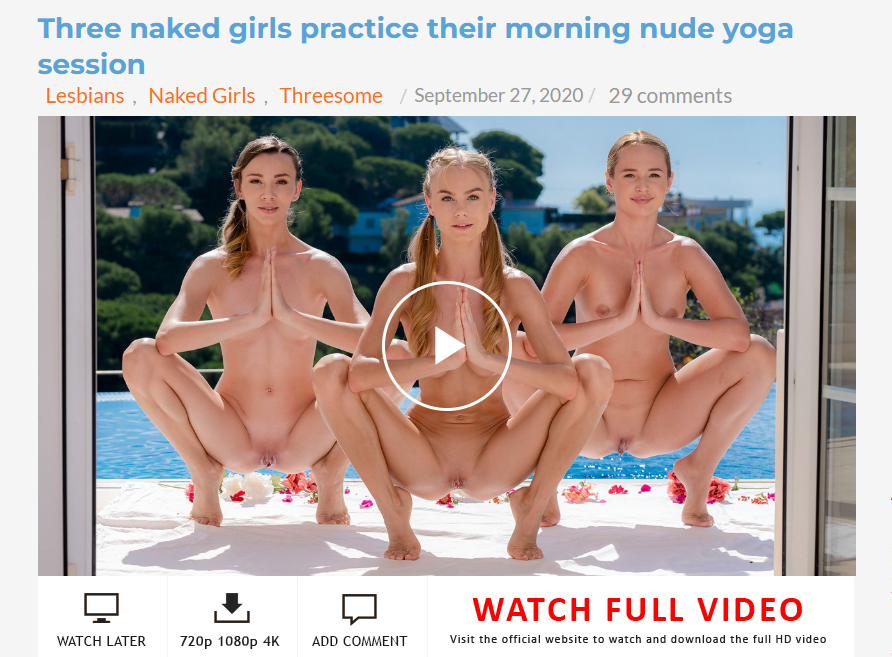 Three naked girls practice their morning nude yoga
session
Lesbians , Naked Girls , Threesome / September 27, 2020 / 29 comments
WATCH LATER
720p 1080p 4K
ADD COMMENT
WATCH FULL VIDEO
Visit the official website to watch and download the full HD video